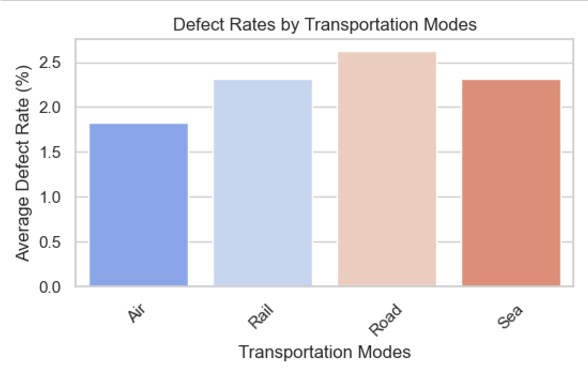 Defect Rates by Transportation Modes
Average Defect Rate (%)
2.5
2.0
1.5
1.0
0.5
0.0
Air
Rail
Road
Sea
Transportation Modes